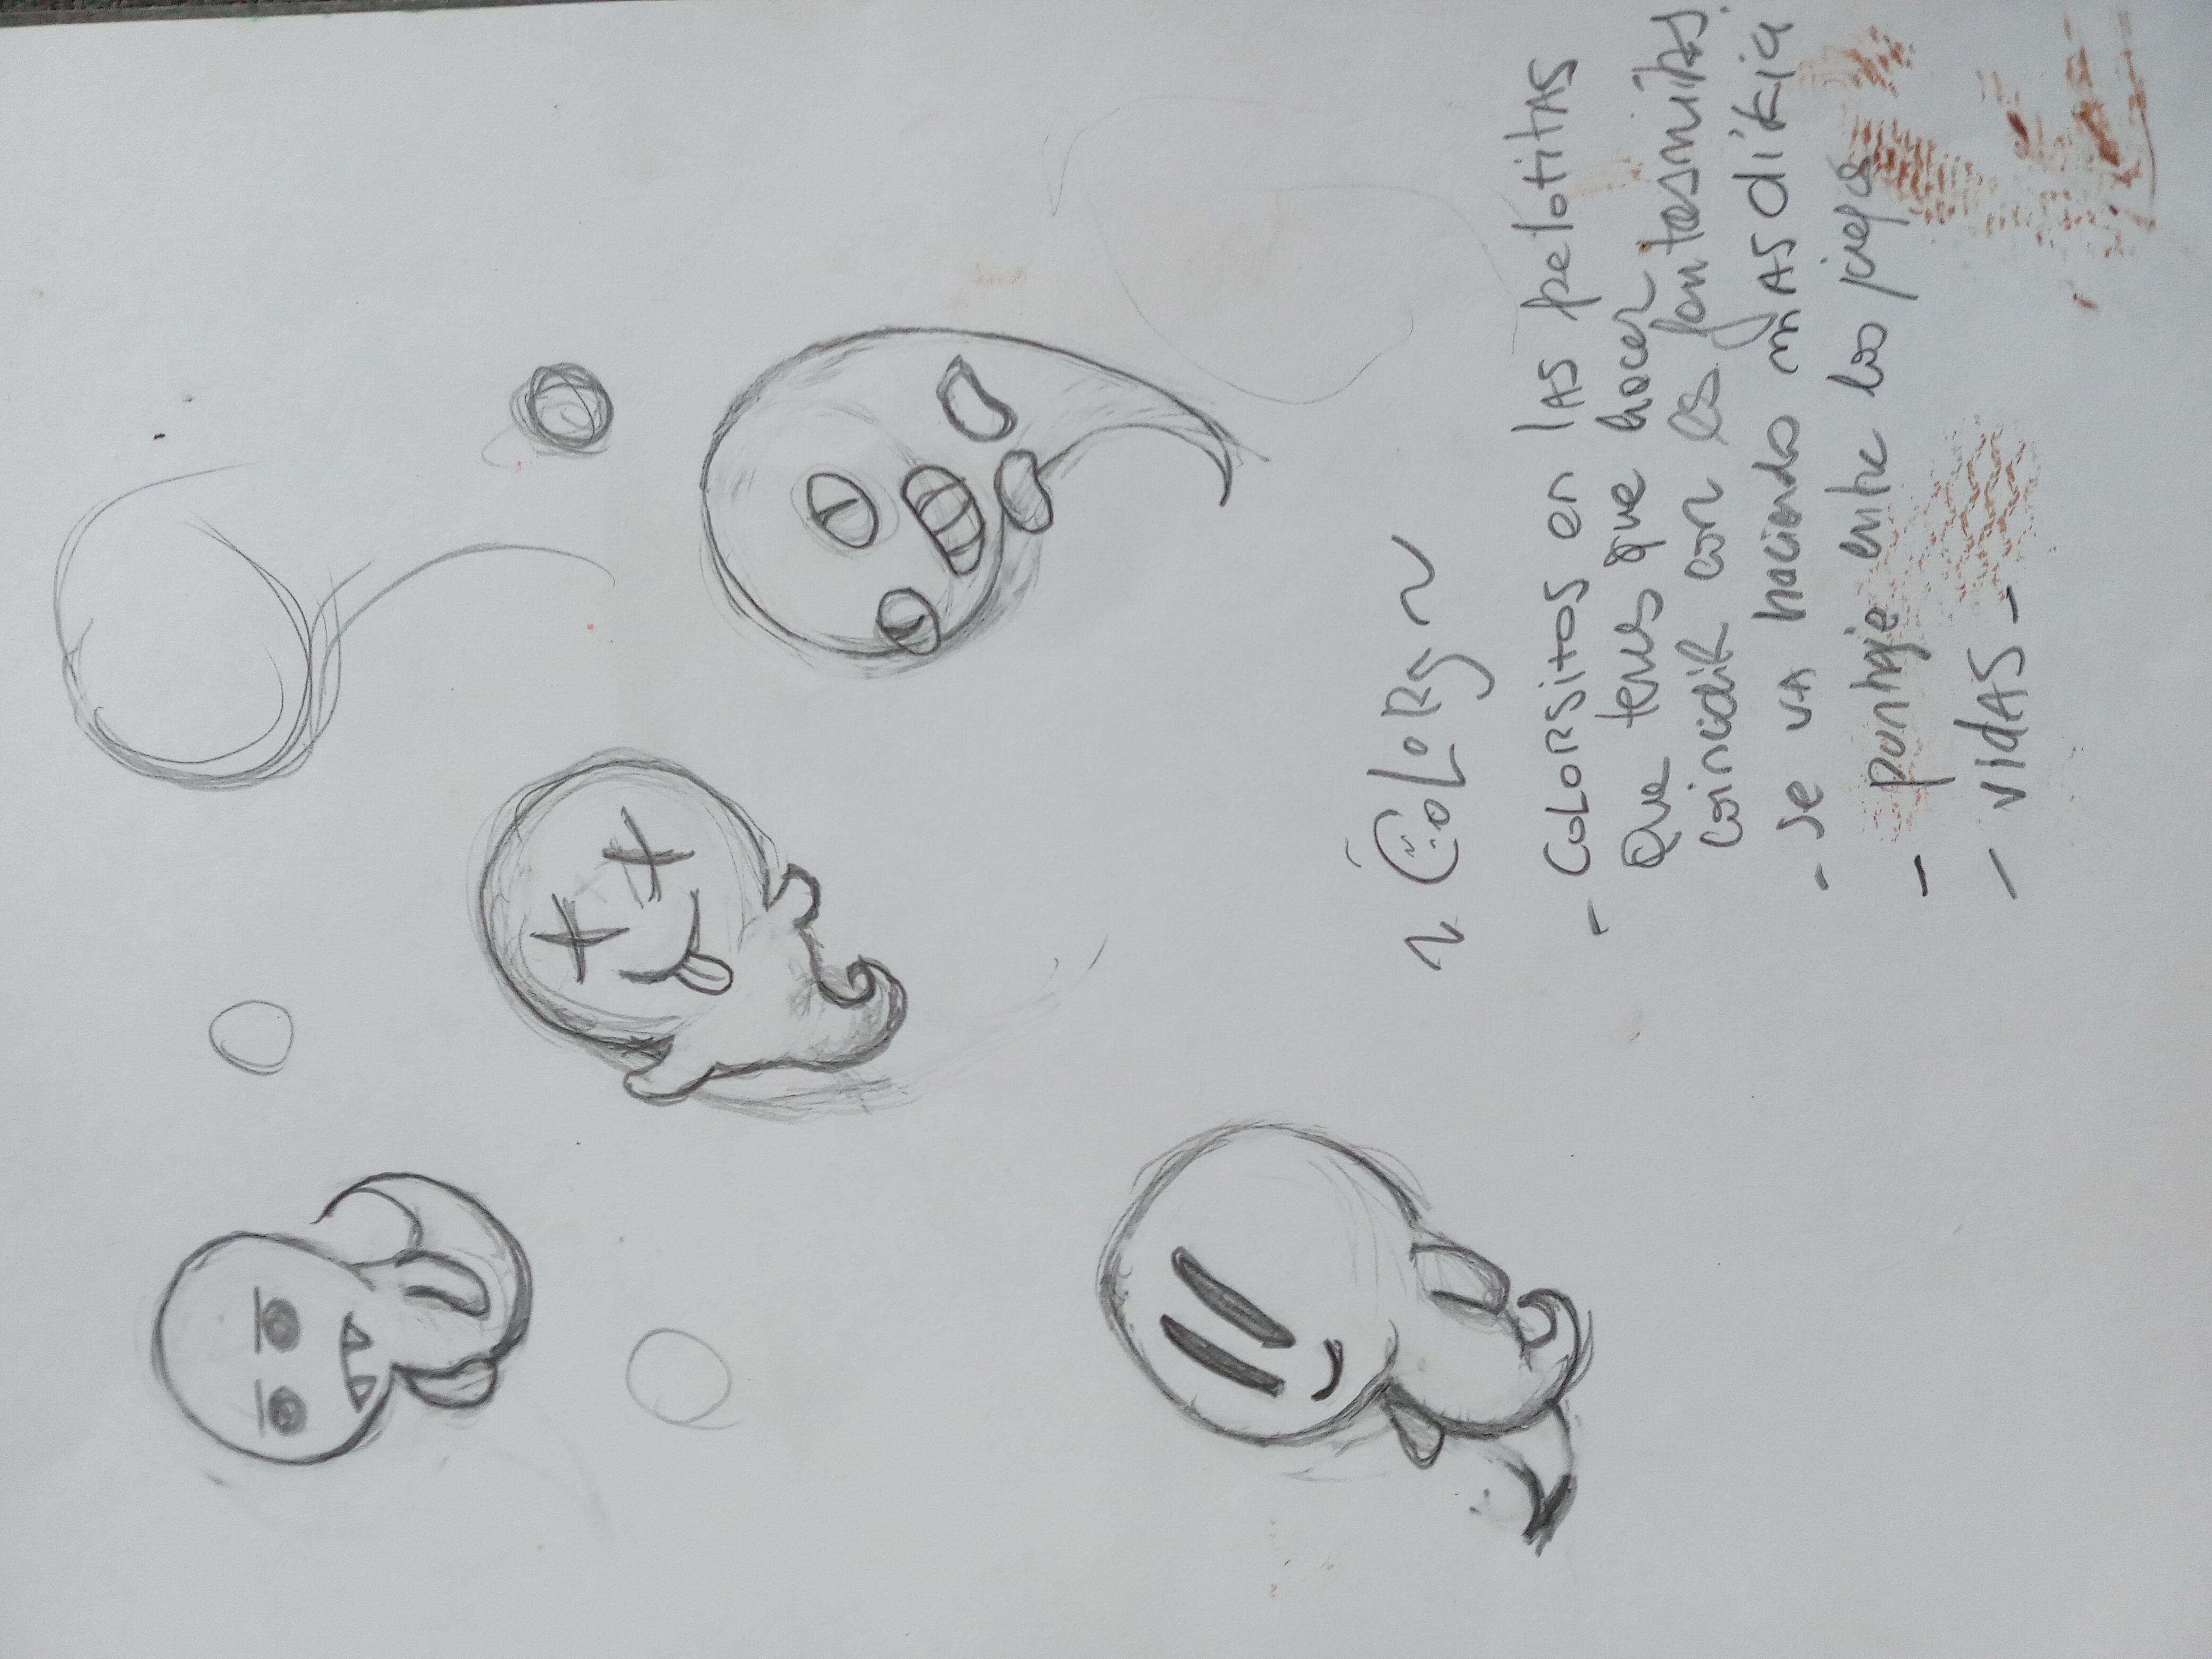 ~ CoLoRS ~
- COLORSitOS en lAS pelotitAS
Que tenes que hacer
coincidiR con los fantasmitAS.
- se vA haciendo mAS difícil
- puntaje entre los juegos
- vidAS -